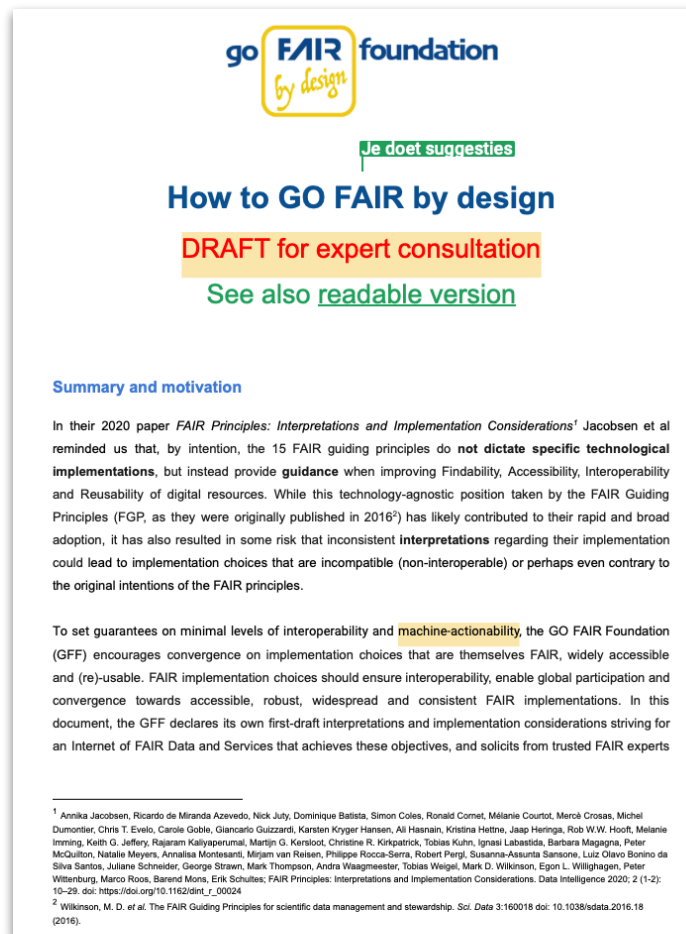 go FAIR foundation
by design
Je doet suggesties
How to GO FAIR by design
DRAFT for expert consultation
See also readable version
Summary and motivation
In their 2020 paper FAIR Principles: Interpretations and Implementation Considerations¹ Jacobsen et al
reminded us that, by intention, the 15 FAIR guiding principles do not dictate specific technological
implementations, but instead provide guidance when improving Findability, Accessibility, Interoperability
and Reusability of digital resources. While this technology-agnostic position taken by the FAIR Guiding
Principles (FGP, as they were originally published in 2016²) has likely contributed to their rapid and broad
adoption, it has also resulted in some risk that inconsistent interpretations regarding their implementation
could lead to implementation choices that are incompatible (non-interoperable) or perhaps even contrary to
the original intentions of the FAIR principles.
To set guarantees on minimal levels of interoperability and machine-actionability, the GO FAIR Foundation
(GFF) encourages convergence on implementation choices that are themselves FAIR, widely accessible
and (re)-usable. FAIR implementation choices should ensure interoperability, enable global participation and
convergence towards accessible, robust, widespread and consistent FAIR implementations. In this
document, the GFF declares its own first-draft interpretations and implementation considerations striving for
an Internet of FAIR Data and Services that achieves these objectives, and solicits from trusted FAIR experts
¹ Annika Jacobsen, Ricardo de Miranda Azevedo, Nick Juty, Dominique Batista, Simon Coles, Ronald Cornet, Mélanie Courtot, Mercè Crosas, Michel
Dumontier, Chris T. Evelo, Carole Goble, Giancarlo Guizzardi, Karsten Kryger Hansen, Ali Hasnain, Kristina Hettne, Jaap Heringa, Rob W.W. Hooft, Melanie
Imming, Keith G. Jeffery, Rajaram Kaliyaperumal, Martijn G. Kersloot, Christine R. Kirkpatrick, Tobias Kuhn, Ignasi Labastida, Barbara Magagna, Peter
McQuilton, Natalie Meyers, Annalisa Montesanti, Mirjam van Reisen, Philippe Rocca-Serra, Robert Pergl, Susanna-Assunta Sansone, Luiz Olavo Bonino da
Silva Santos, Juliane Schneider, George Strawn, Mark Thompson, Andra Waagmeester, Tobias Weigel, Mark D. Wilkinson, Egon L. Willighagen, Peter
Wittenburg, Marco Roos, Barend Mons, Erik Schultes; FAIR Principles: Interpretations and Implementation Considerations. Data Intelligence 2020; 2 (1-2):
10–29. doi: https://doi.org/10.1162/dint_r_00024
² Wilkinson, M. D. et al. The FAIR Guiding Principles for scientific data management and stewardship. Sci. Data 3:160018 doi: 10.1038/sdata.2016.18
(2016).